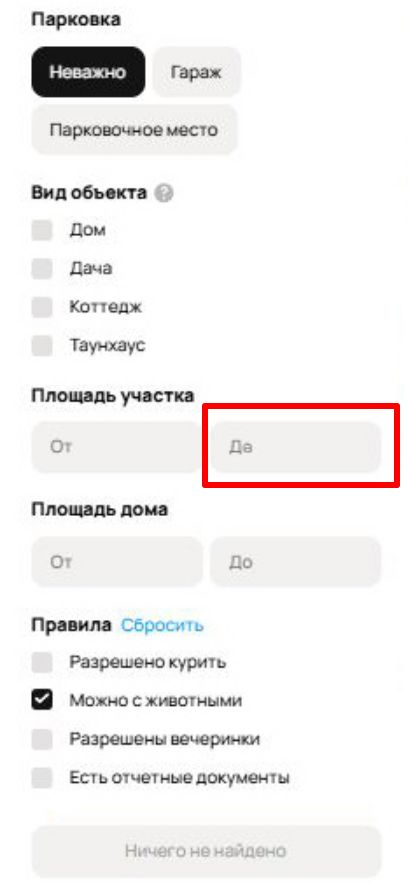 Парковка
Неважно Гараж
Парковочное место
Вид объекта ?
Дом
Дача
Коттедж
Таунхаус
Площадь участка
От Де
Площадь дома
От До
Правила Сбросить
Разрешено курить
Можно с животными
Разрешены вечеринки
Есть отчетные документы
Ничего не найдено